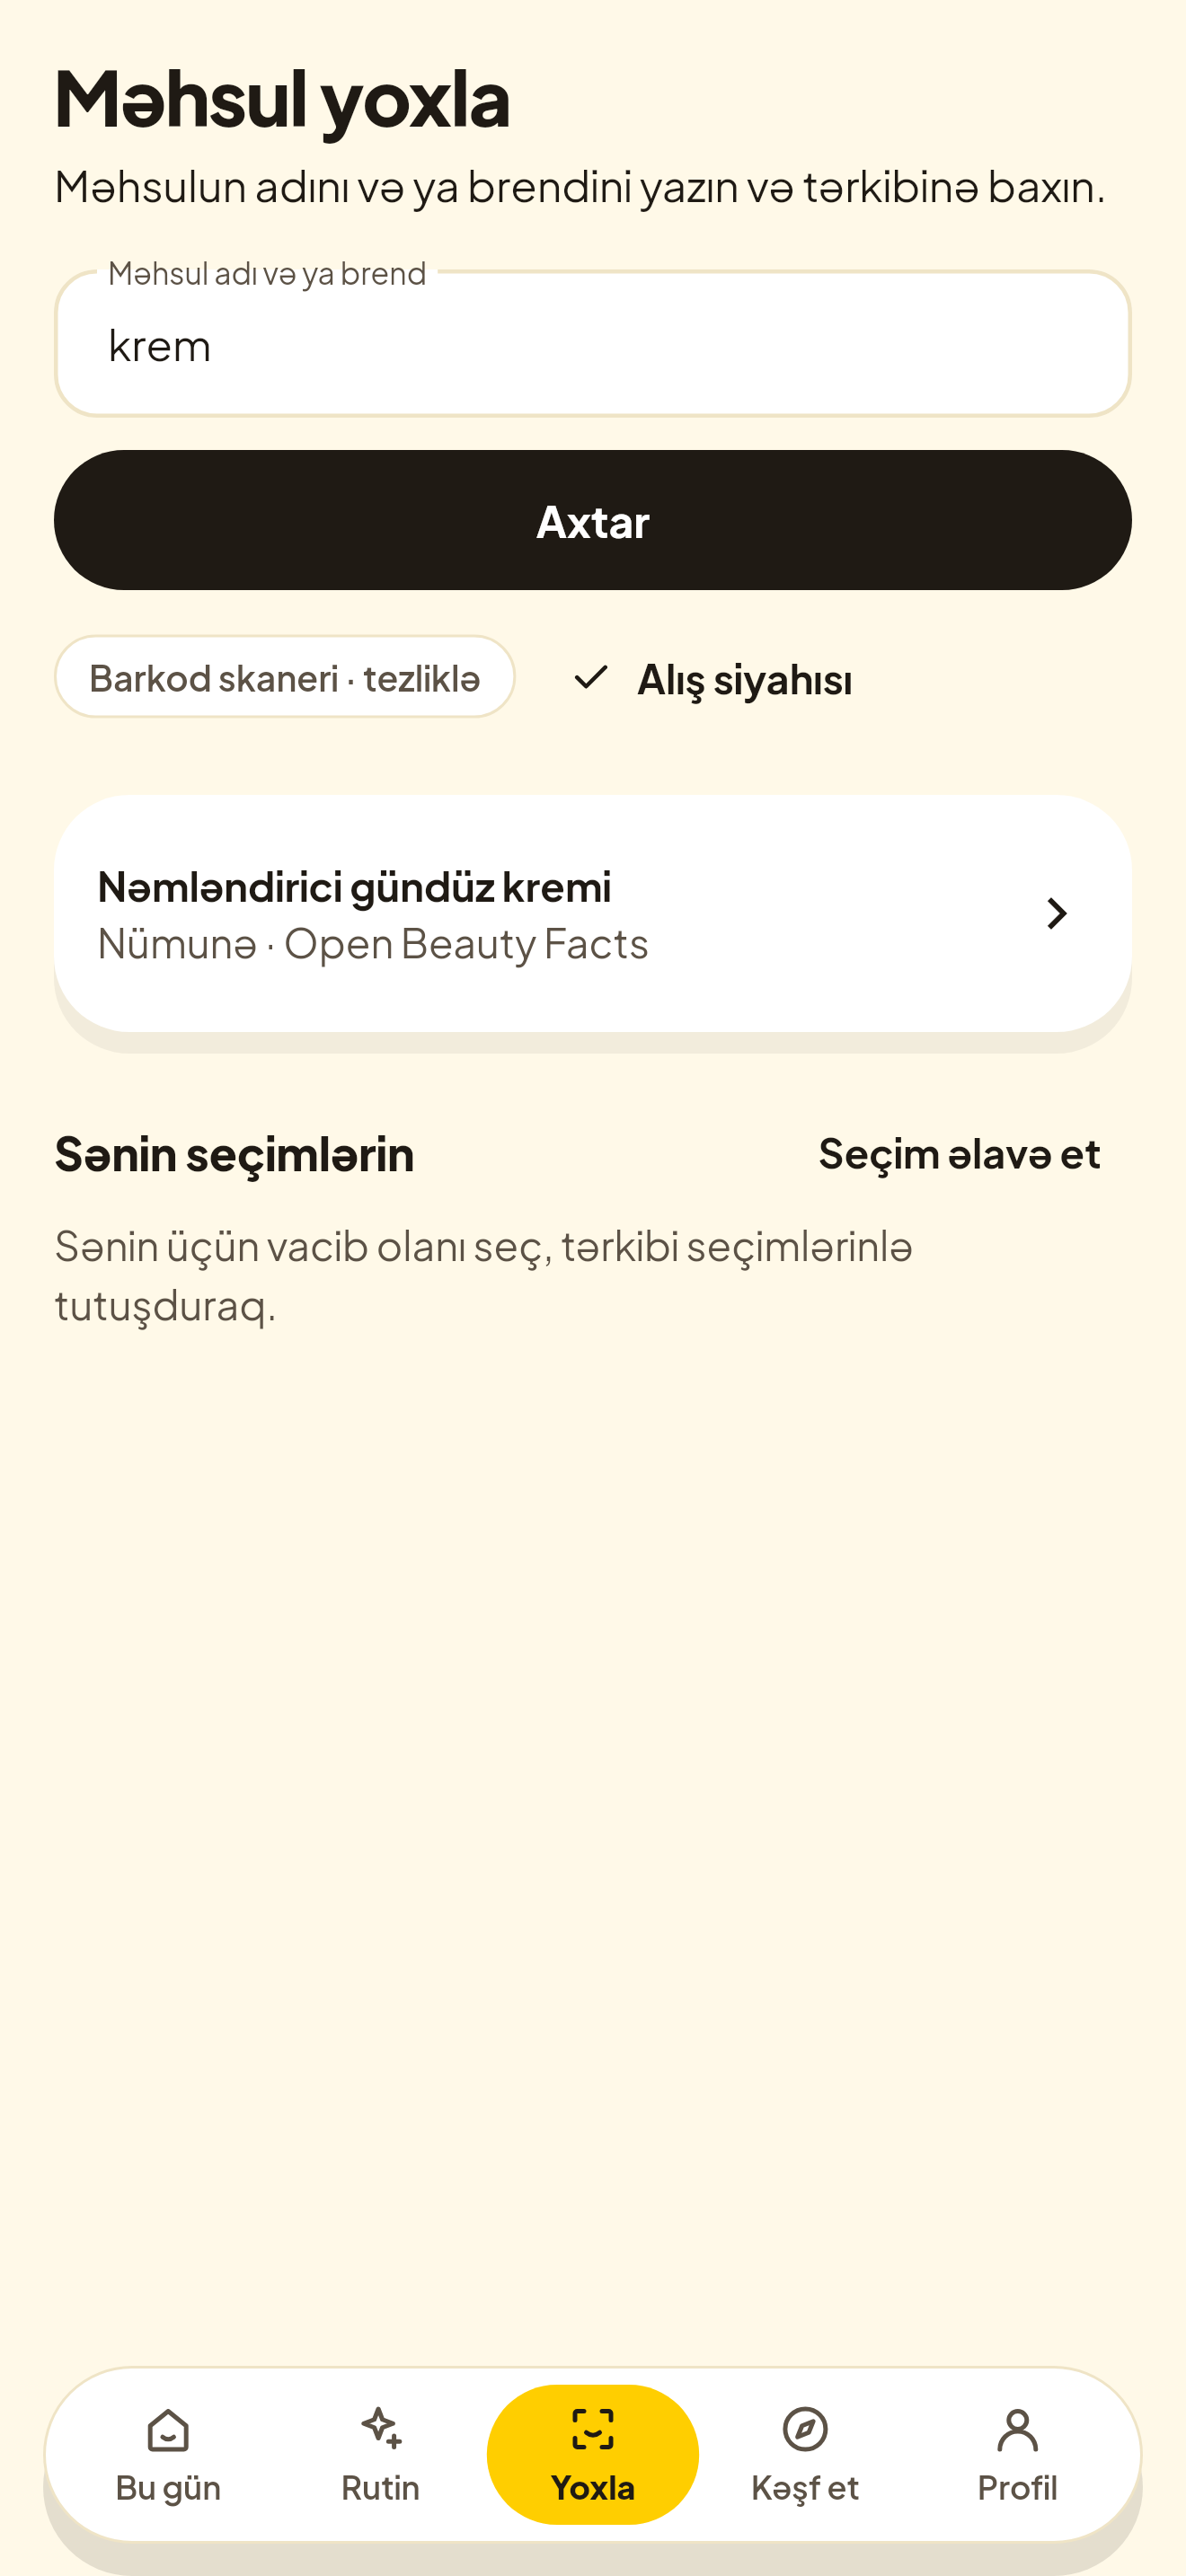 Məhsul yoxla
Məhsulun adını və ya brendini yazın və tərkibinə baxın.
Məhsul adı və ya brend
krem
Axtar
Barkod skaneri · tezliklə
Alış siyahısı
Nəmləndirici gündüz kremi
Nümunə · Open Beauty Facts
Sənin seçimlərin
Seçim əlavə et
Sənin üçün vacib olanı seç, tərkibi seçimlərinlə
tutuşduraq.
Bu gün
Rutin
Yoxla
Kəşf et
Profil